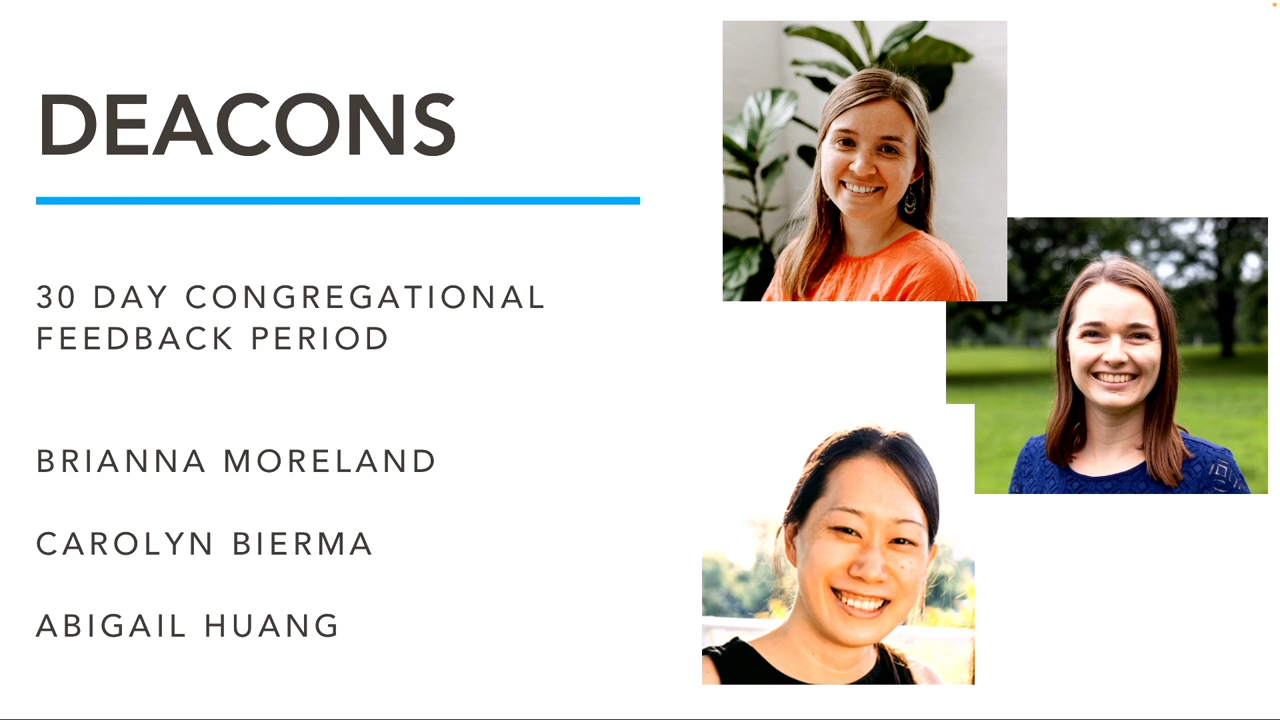 DEACONS
30 DAY CONGREGATIONAL
FEEDBACK PERIOD
BRIANNA MORELAND
CAROLYN BIERMA
ABIGAIL HUANG